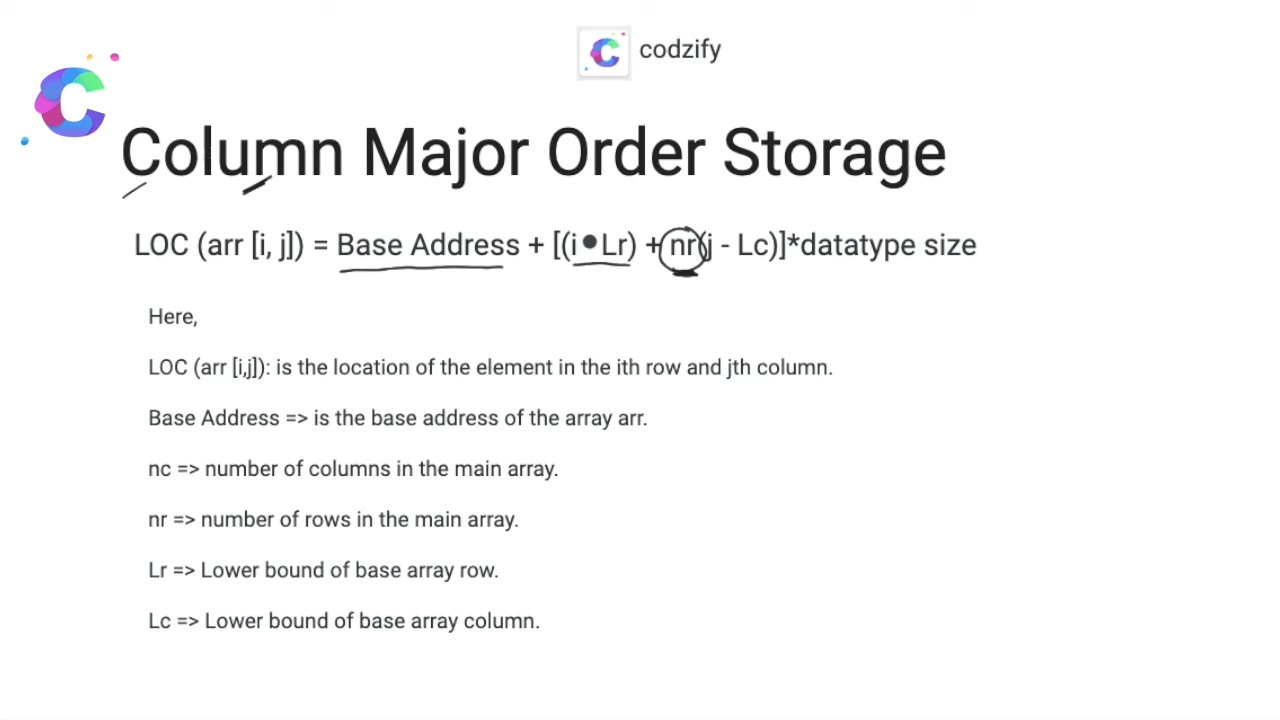 codzify
Column Major Order Storage
LOC (arr [i, j]) = Base Address + [(i●Lr) + nr(j - Lc)]*datatype size
Here,
LOC (arr [i,j]): is the location of the element in the ith row and jth column.
Base Address => is the base address of the array arr.
nc => number of columns in the main array.
nr => number of rows in the main array.
Lr => Lower bound of base array row.
Lc => Lower bound of base array column.